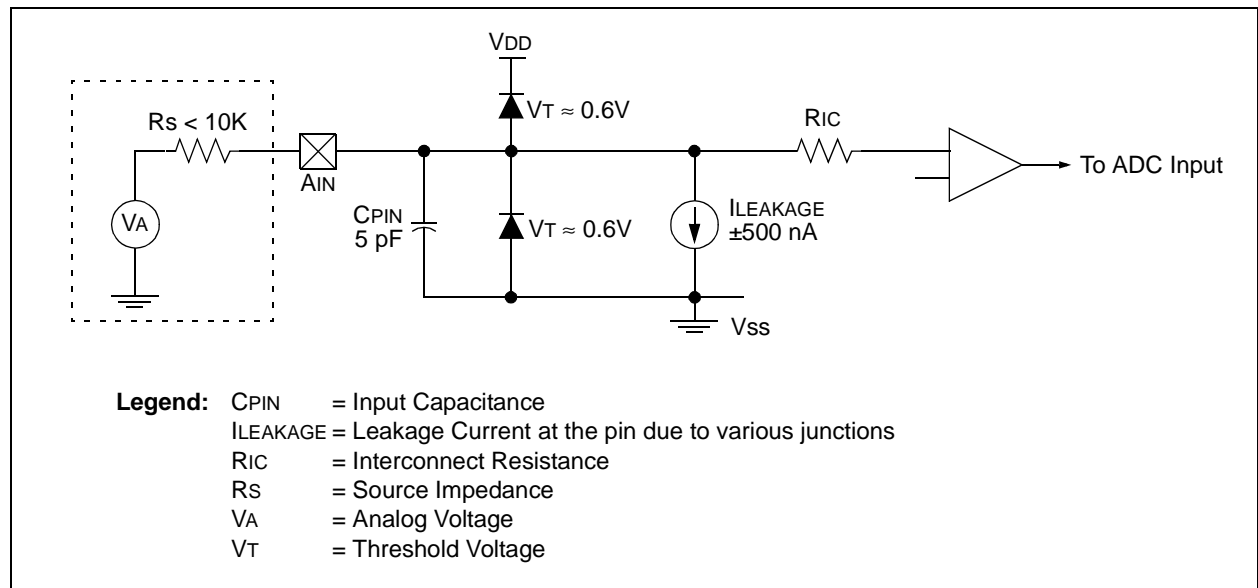 VDD
VT ≈ 0.6V
RS < 10K
RIC
AIN
To ADC Input
VA
CPIN
5 pF
VT ≈ 0.6V
ILEAKAGE
±500 nA
VSS
Legend: CPIN = Input Capacitance
ILEAKAGE = Leakage Current at the pin due to various junctions
RIC = Interconnect Resistance
RS = Source Impedance
VA = Analog Voltage
VT = Threshold Voltage